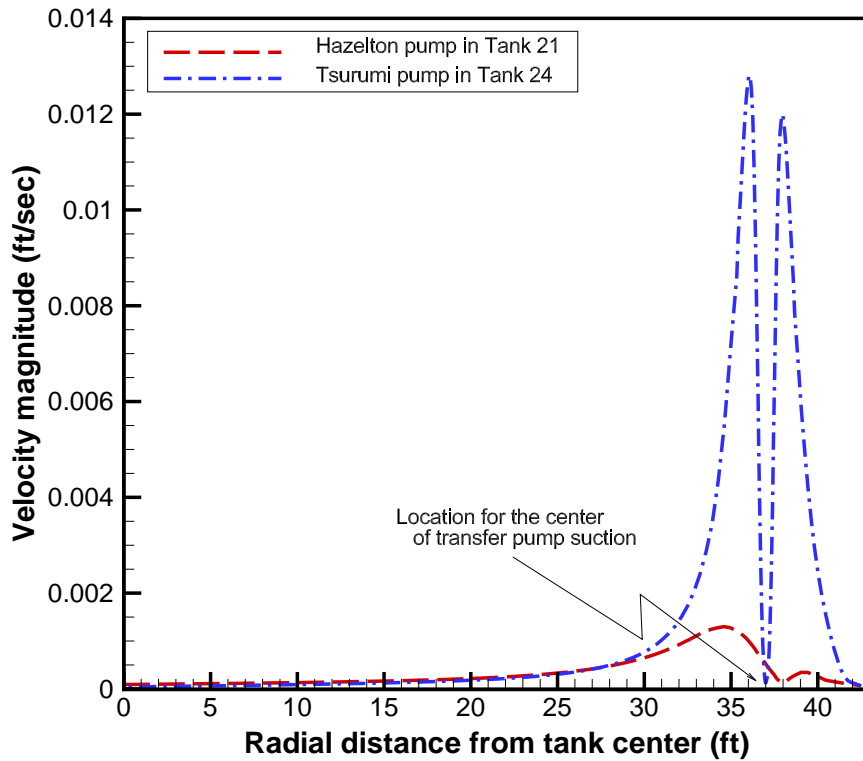 0.014
0.012
0.01
0.008
0.006
0.004
0.002
0
Velocity magnitude (ft/sec)
Hazelton pump in Tank 21
Tsurumi pump in Tank 24
Location for the center
of transfer pump suction
0 5 10 15 20 25 30 35 40
Radial distance from tank center (ft)